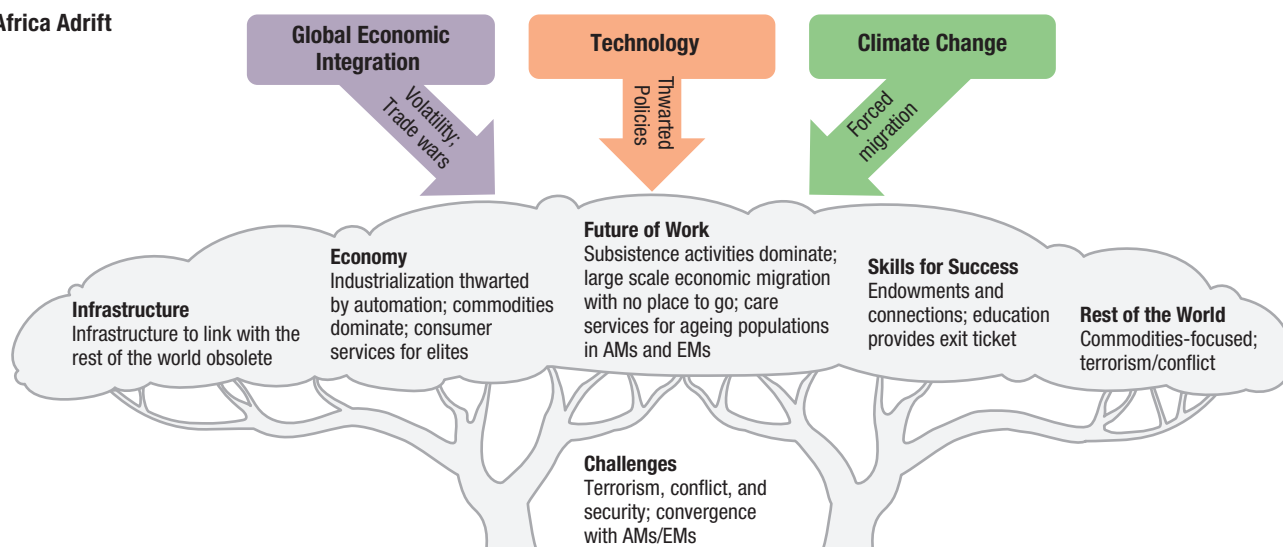 Africa Adrift
Global Economic
Integration
Technology
Climate Change
Volatility;
Trade wars
Thwarted
Policies
Forced
migration
Infrastructure
Infrastructure to link with the
rest of the world obsolete
Economy
Industrialization thwarted
by automation; commodities
dominate; consumer
services for elites
Future of Work
Subsistence activities dominate;
large scale economic migration
with no place to go; care
services for ageing populations
in AMs and EMs
Skills for Success
Endowments and
connections; education
provides exit ticket
Rest of the World
Commodities-focused;
terrorism/conflict
Challenges
Terrorism, conflict, and
security; convergence
with AMs/EMs